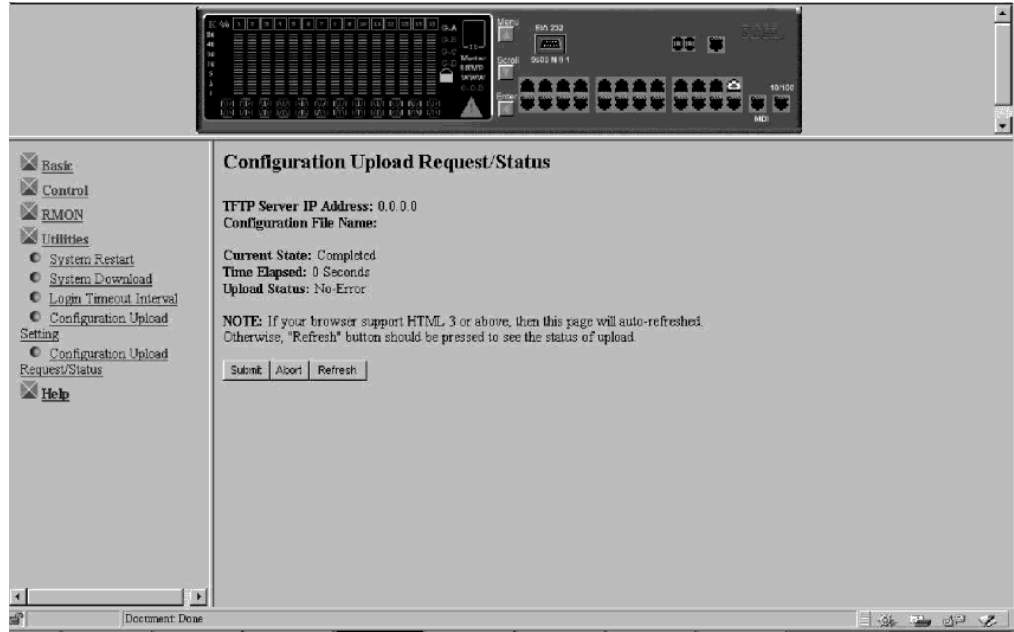 Menu
EIA 232
Scroll
9600 N 8 1
Enter
10/100
MDI
Basic
Control
RMON
Utilities
System Restart
System Download
Login Timeout Interval
Configuration Upload
Setting
Configuration Upload
Request/Status
Help
Configuration Upload Request/Status
TFTP Server IP Address: 0.0.0.0
Configuration File Name:
Current State: Completed
Time Elapsed: 0 Seconds
Upload Status: No-Error
NOTE: If your browser support HTML 3 or above, then this page will auto-refreshed.
Otherwise, "Refresh" button should be pressed to see the status of upload.
Submit Abort Refresh
Document: Done